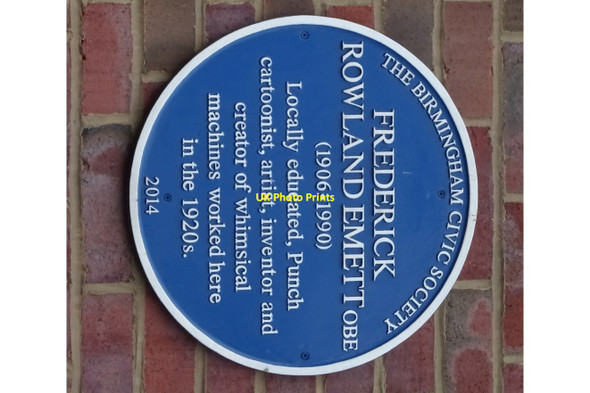 THE BIRMINGHAM CIVIC SOCIETY
FREDERICK
ROWLAND EMETT OBE
(1906-1990)
Locally educated, Punch
cartoonist, artist, inventor and
creator of whimsical
machines worked here
in the 1920s.
2014
UK Photo Prints